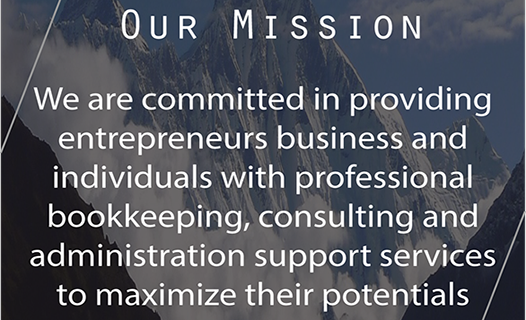 Our Mission
We are committed in providing
entrepreneurs business and
individuals with professional
bookkeeping, consulting and
administration support services
to maximize their potentials